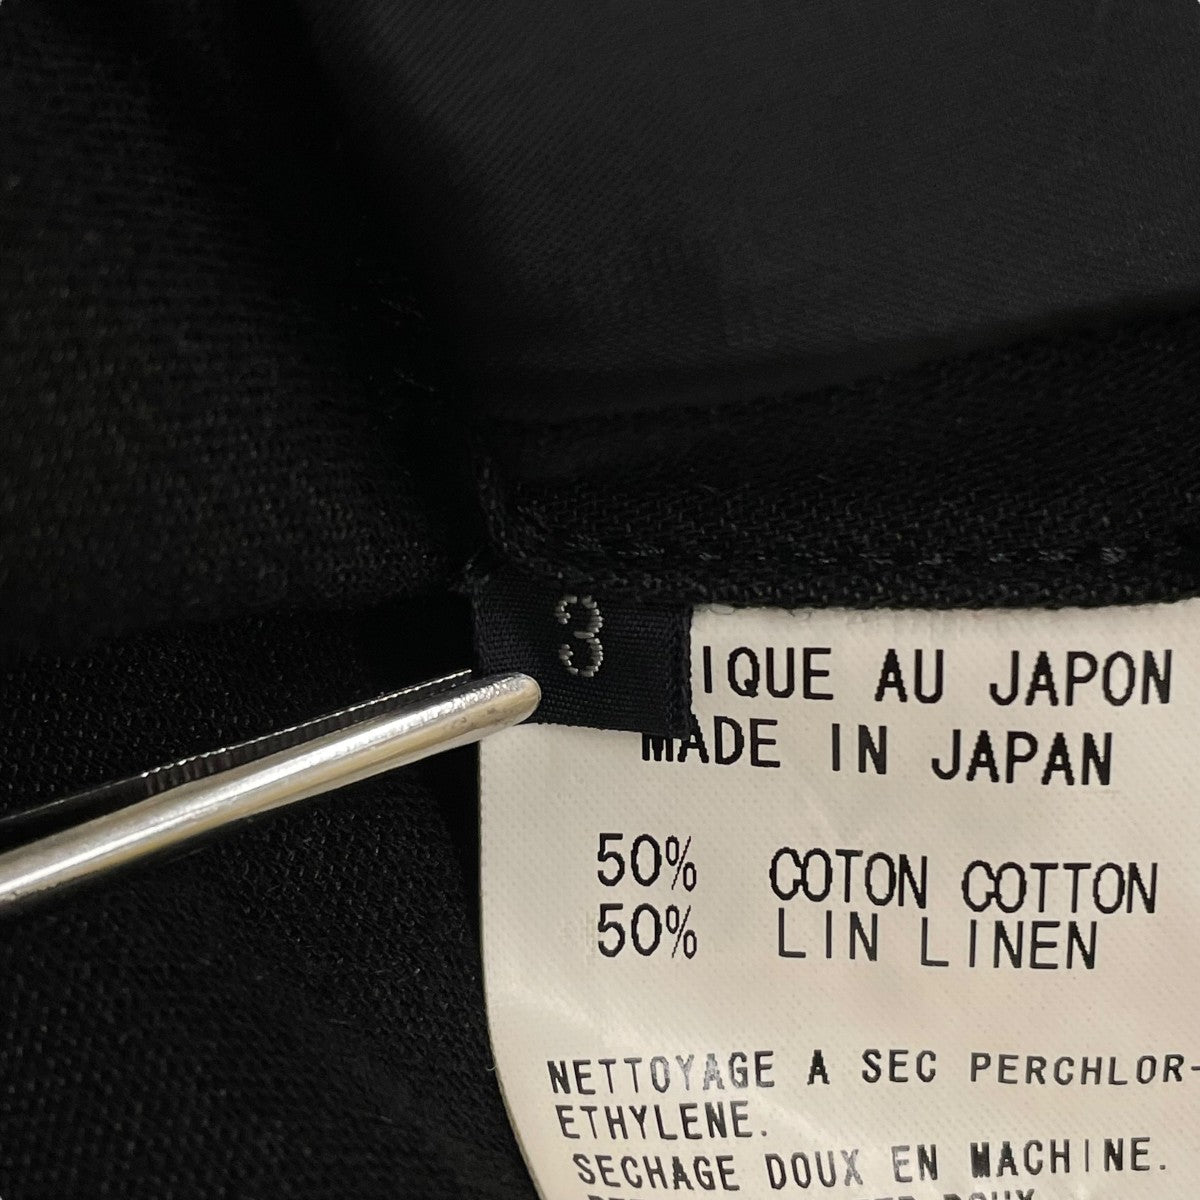 3
IQUE AU JAPON
MADE IN JAPAN
50% COTON COTTON
50% LIN LINEN
NETTOYAGE A SEC PERCHLOR-
ETHYLENE.
SECHAGE DOUX EN MACHINE.